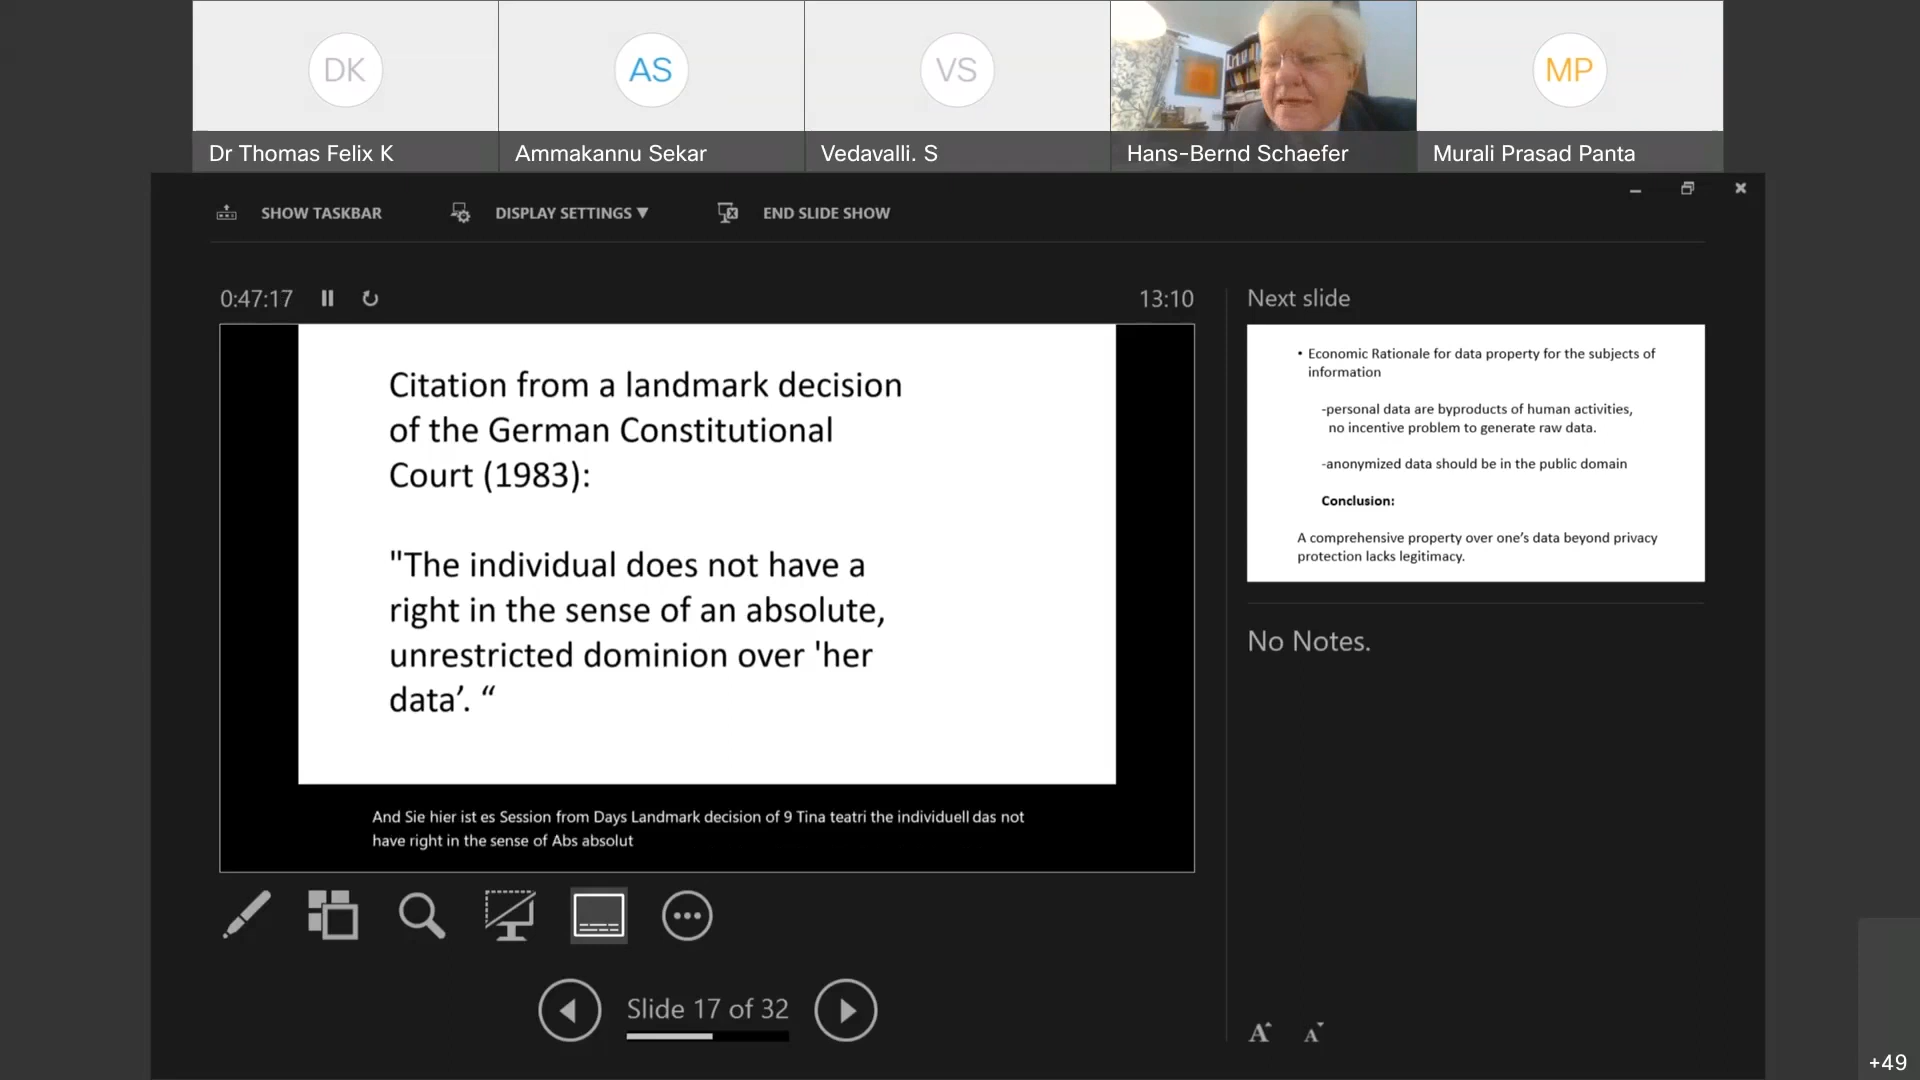 DK
AS
VS
MP
Dr Thomas Felix K
Ammakannu Sekar
Vedavalli. S
Hans-Bernd Schaefer
Murali Prasad Panta
SHOW TASKBAR
DISPLAY SETTINGS ▼
END SLIDE SHOW
0:47:17
13:10
Citation from a landmark decision
of the German Constitutional
Court (1983):
"The individual does not have a
right in the sense of an absolute,
unrestricted dominion over 'her
data’. “
And Sie hier ist es Session from Days Landmark decision of 9 Tina teatri the individuell das not
have right in the sense of Abs absolut
Slide 17 of 32
Next slide
• Economic Rationale for data property for the subjects of
information
-personal data are byproducts of human activities,
no incentive problem to generate raw data.
-anonymized data should be in the public domain
Conclusion:
A comprehensive property over one’s data beyond privacy
protection lacks legitimacy.
No Notes.
A A
+49